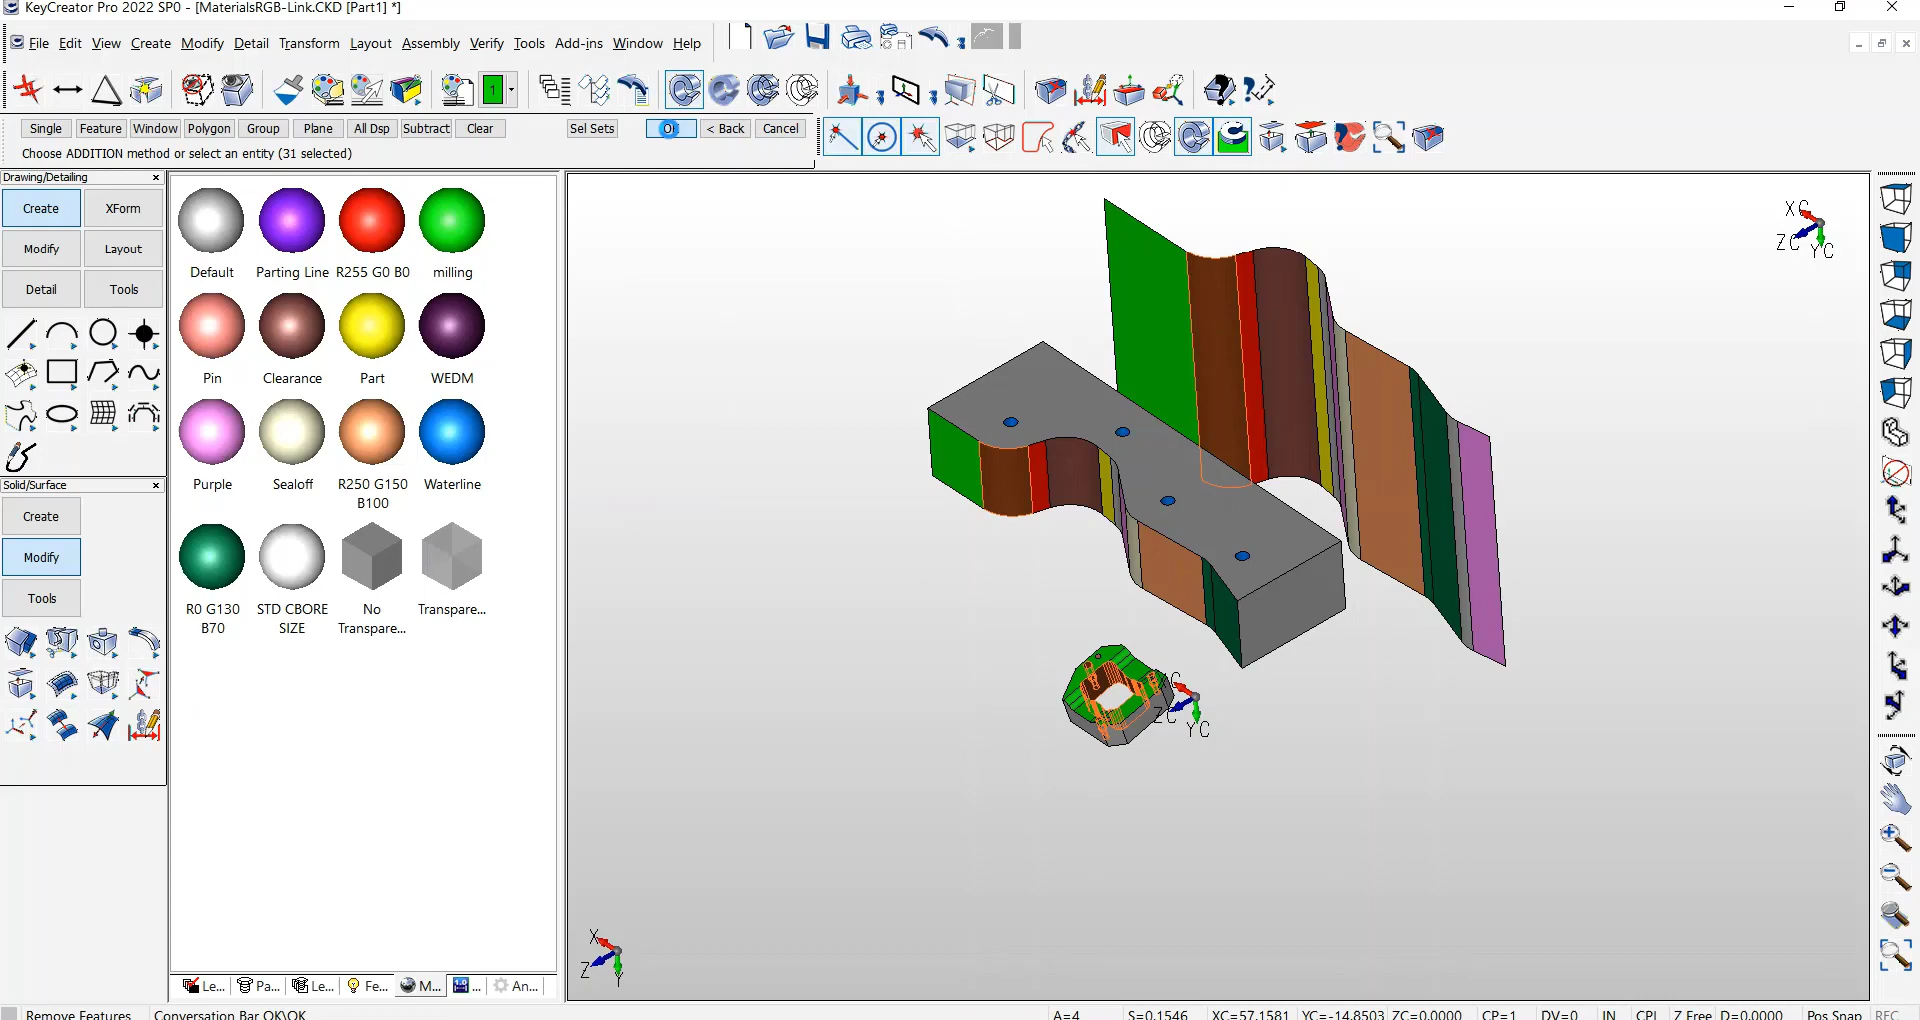 KeyCreator Pro 2022 SP0 - [MaterialsRGB-Link.CKD [Part1] *]
File Edit View Create Modify Detail Transform Layout Assembly Verify Tools Add-ins Window Help
1
Single Feature Window Polygon Group Plane All Dsp Subtract Clear Sel Sets < Back Cancel
Choose ADDITION method or select an entity (31 selected)
Drawing/Detailing
Create XForm
Modify Layout
Detail Tools
Solid/Surface
Create
Modify
Tools
Default Parting Line R255 G0 B0 milling
Pin Clearance Part WEDM
Purple Sealoff R250 G150 B100 Waterline
R0 G130 B70 STD CBORE SIZE No Transpare... Transpare...
Le... Pa... Le... Fe... M... 1.0 ... An...
XC
ZC YC
ZC YC
X
Z Y
Remove Features Conversation Bar OK\OK A=4 S=0.1546 XC=57.1581 YC=-14.8503 ZC=0.0000 CP=1 DV=0 IN CPL Z Free D=0.0000 Pos Snap REC